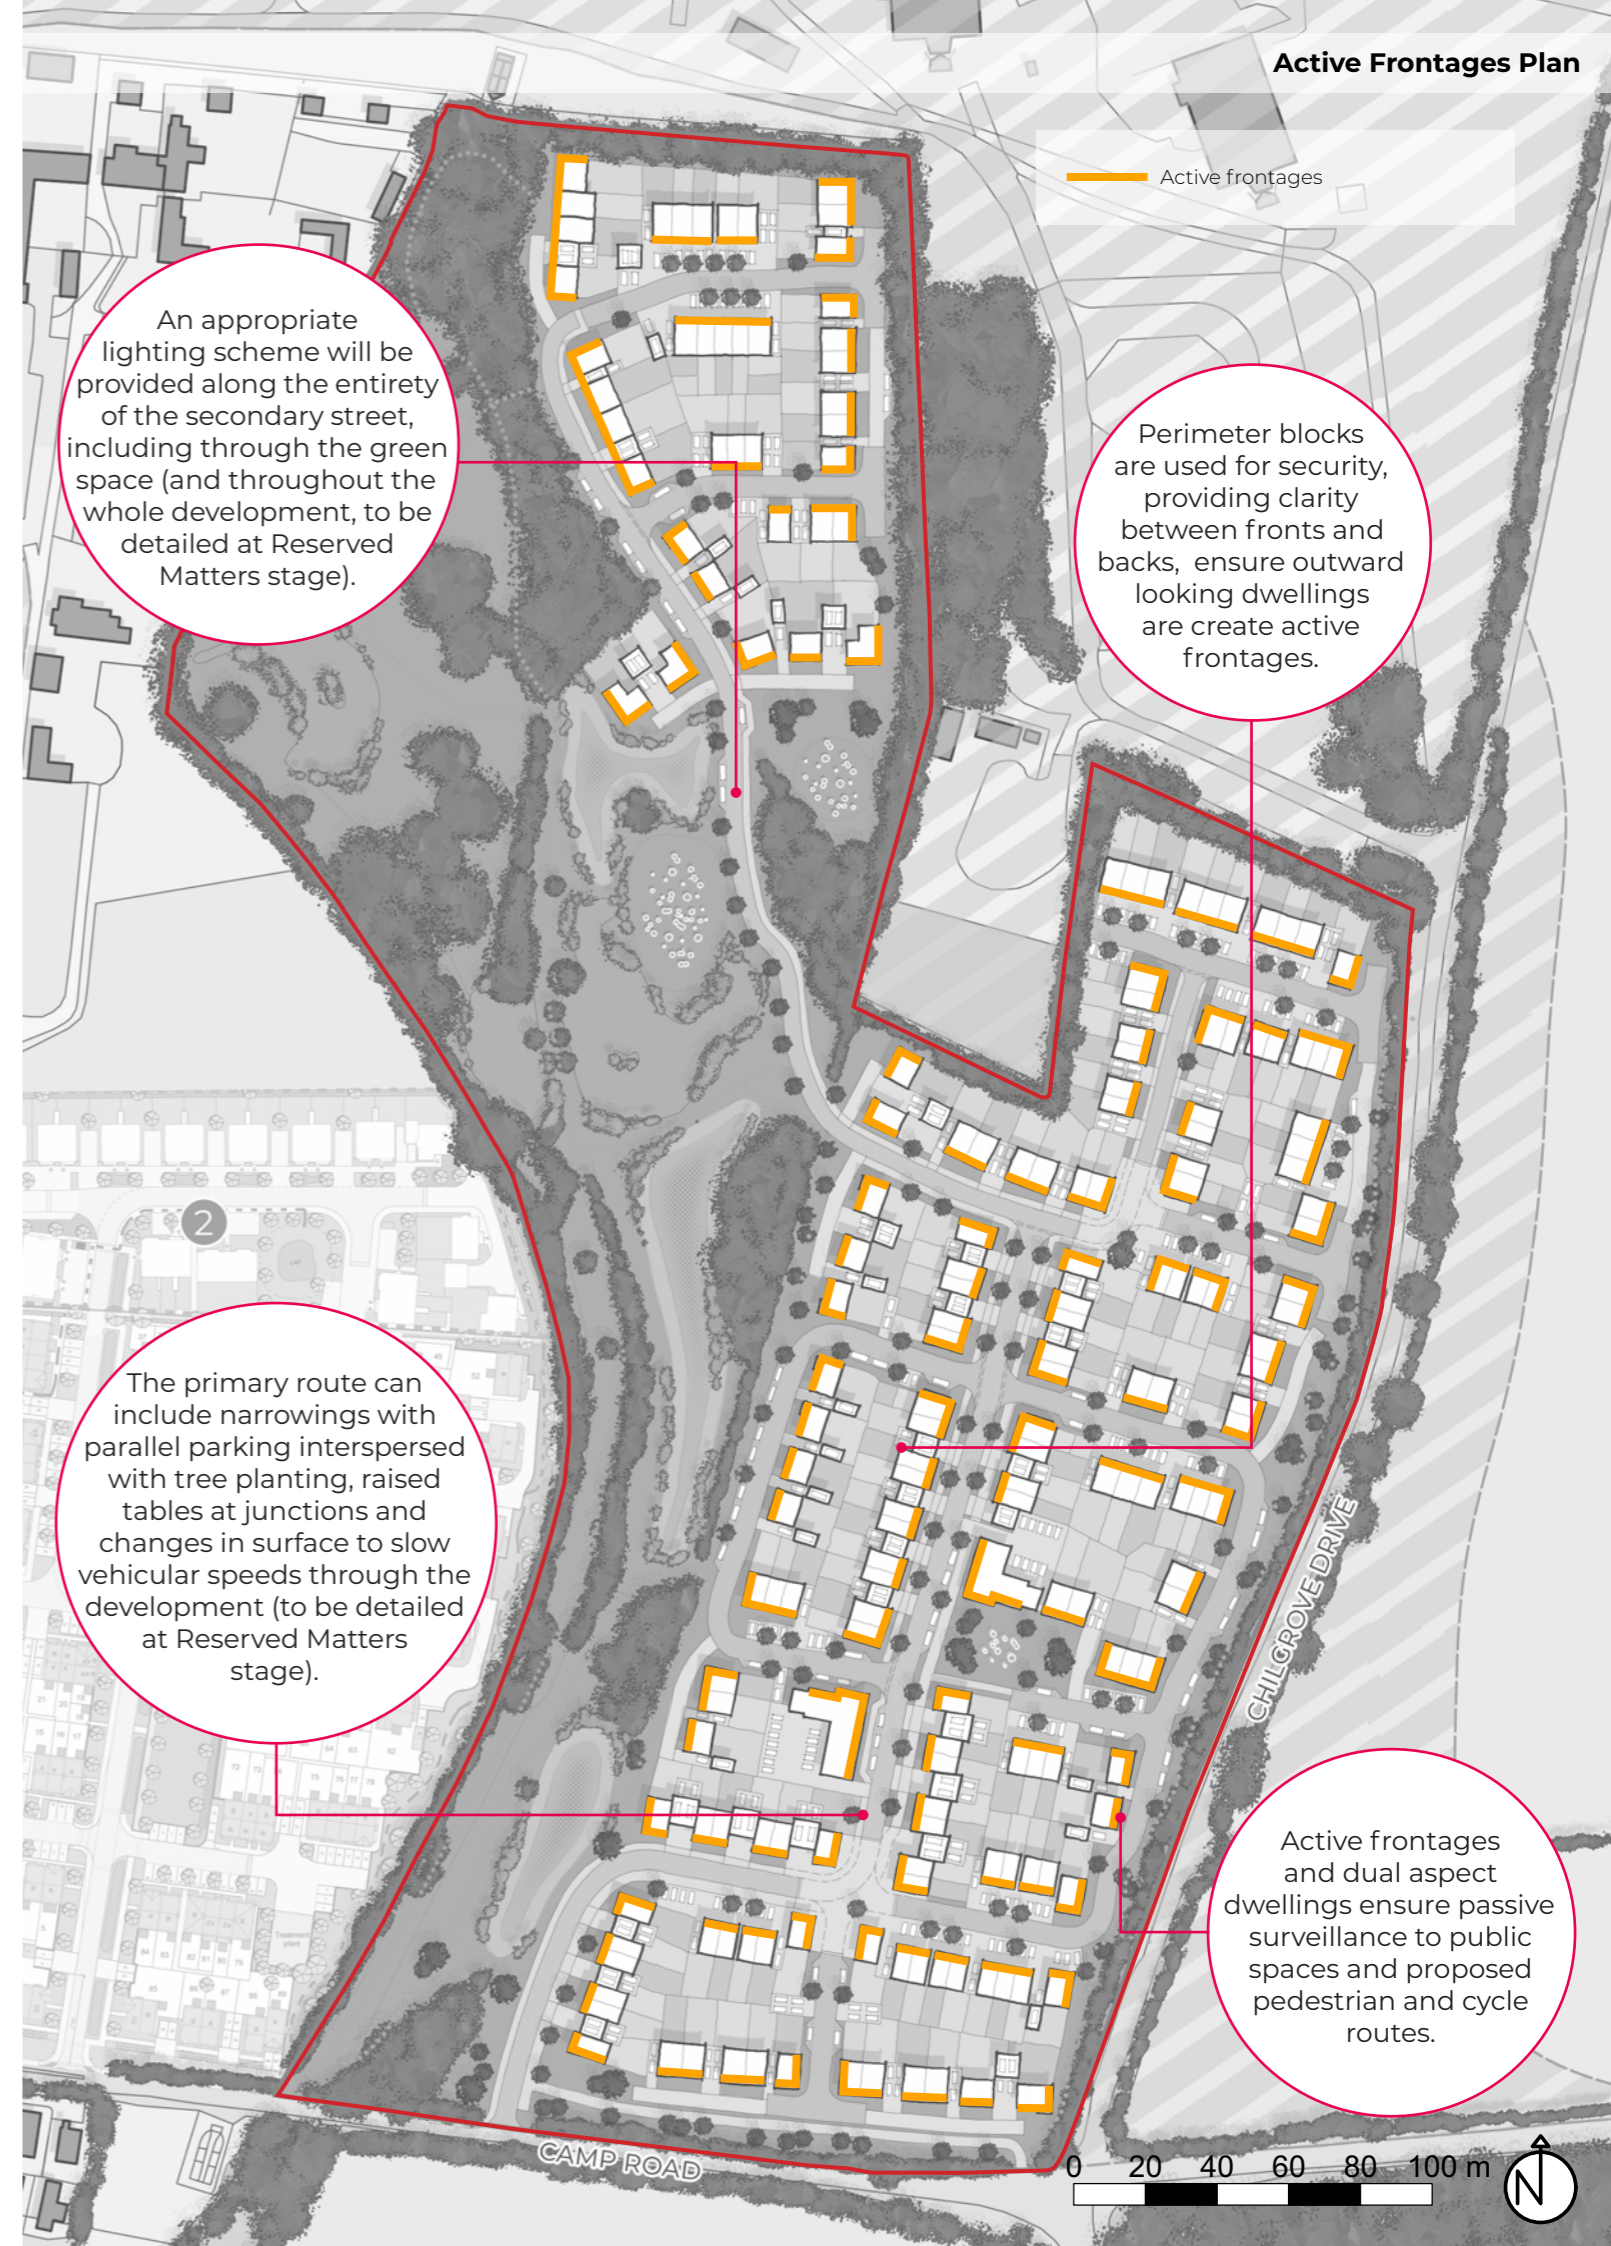 Active Frontages Plan
Active frontages
An appropriate
lighting scheme will be
provided along the entirety
of the secondary street,
including through the green
space (and throughout the
whole development, to be
detailed at Reserved
Matters stage).
Perimeter blocks
are used for security,
providing clarity
between fronts and
backs, ensure outward
looking dwellings
are create active
frontages.
2
LAP
The primary route can
include narrowings with
parallel parking interspersed
with tree planting, raised
tables at junctions and
changes in surface to slow
vehicular speeds through the
development (to be detailed
at Reserved Matters
stage).
CHILGROVE DRIVE
Active frontages
and dual aspect
dwellings ensure passive
surveillance to public
spaces and proposed
pedestrian and cycle
routes.
Treatment
plant
CAMP ROAD
0 20 40 60 80 100 m
N